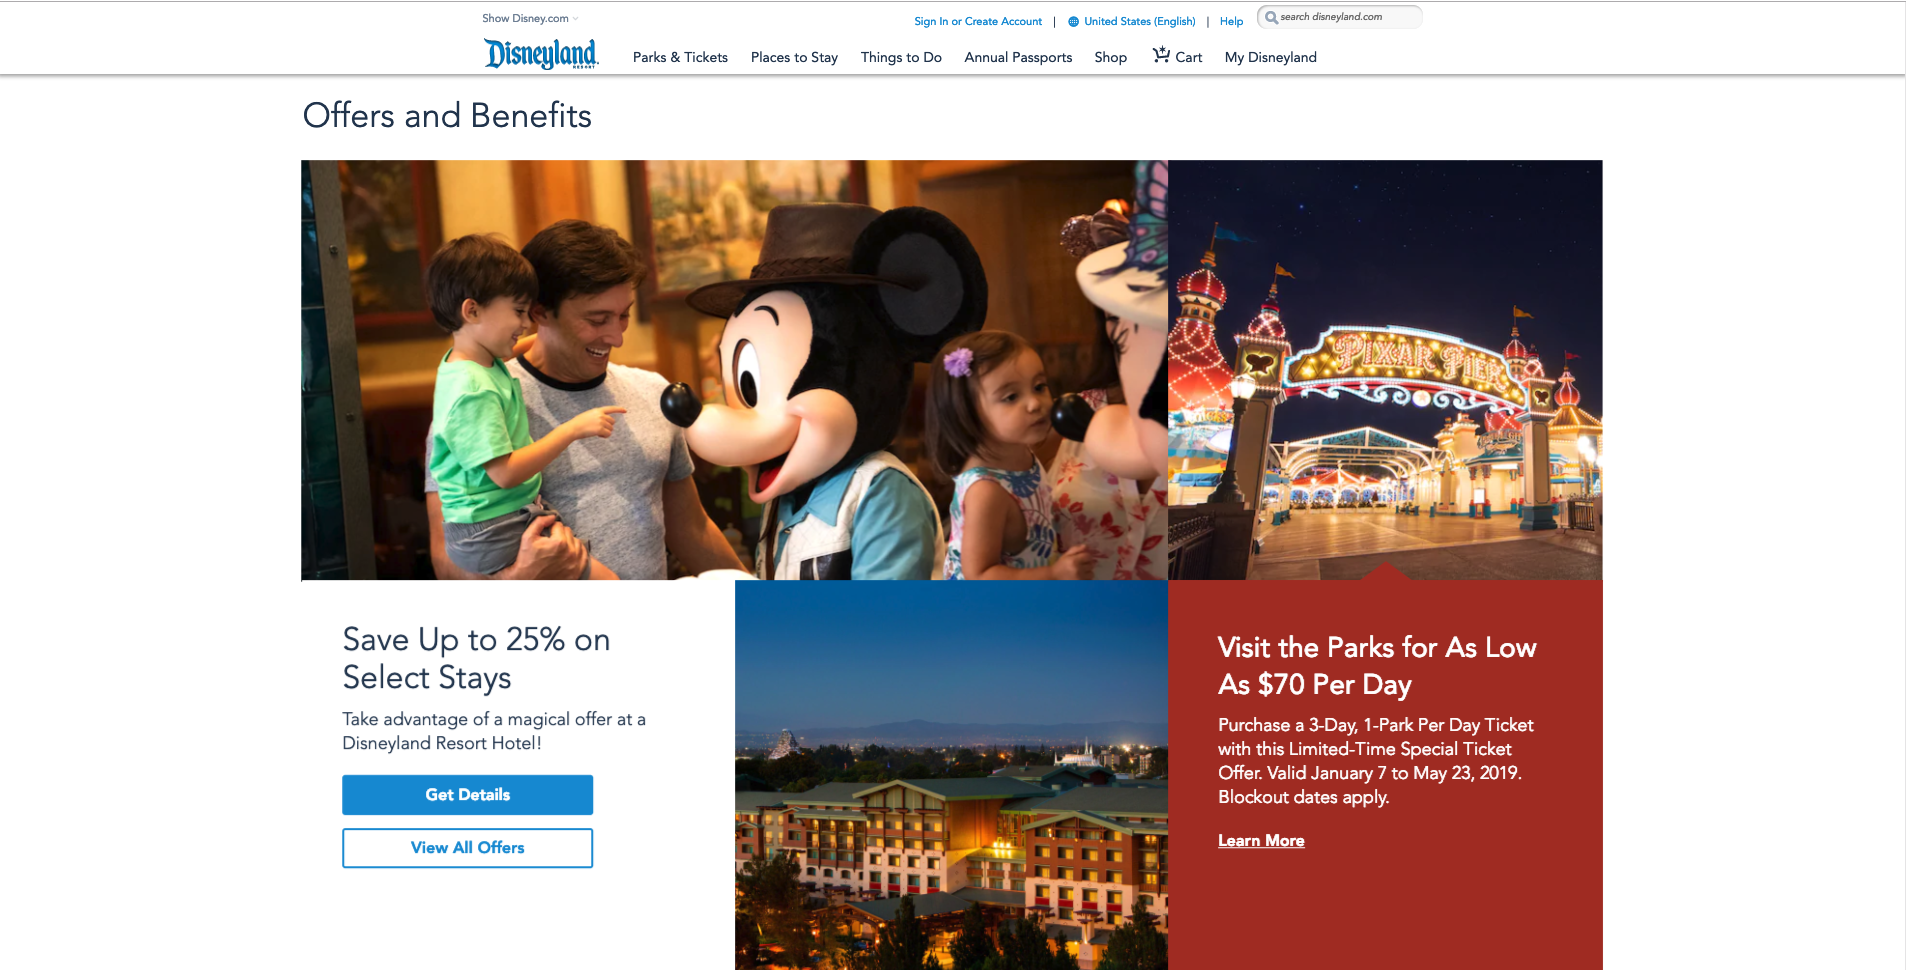 Show Disney.com
Sign In or Create Account | United States (English) | Help
search disneyland.com
Disneyland
RESORT
Parks & Tickets Places to Stay Things to Do Annual Passports Shop Cart My Disneyland
Offers and Benefits
PIXAR PIER
Save Up to 25% on
Select Stays
Take advantage of a magical offer at a
Disneyland Resort Hotel!
Get Details
View All Offers
Visit the Parks for As Low
As $70 Per Day
Purchase a 3-Day, 1-Park Per Day Ticket
with this Limited-Time Special Ticket
Offer. Valid January 7 to May 23, 2019.
Blockout dates apply.
Learn More